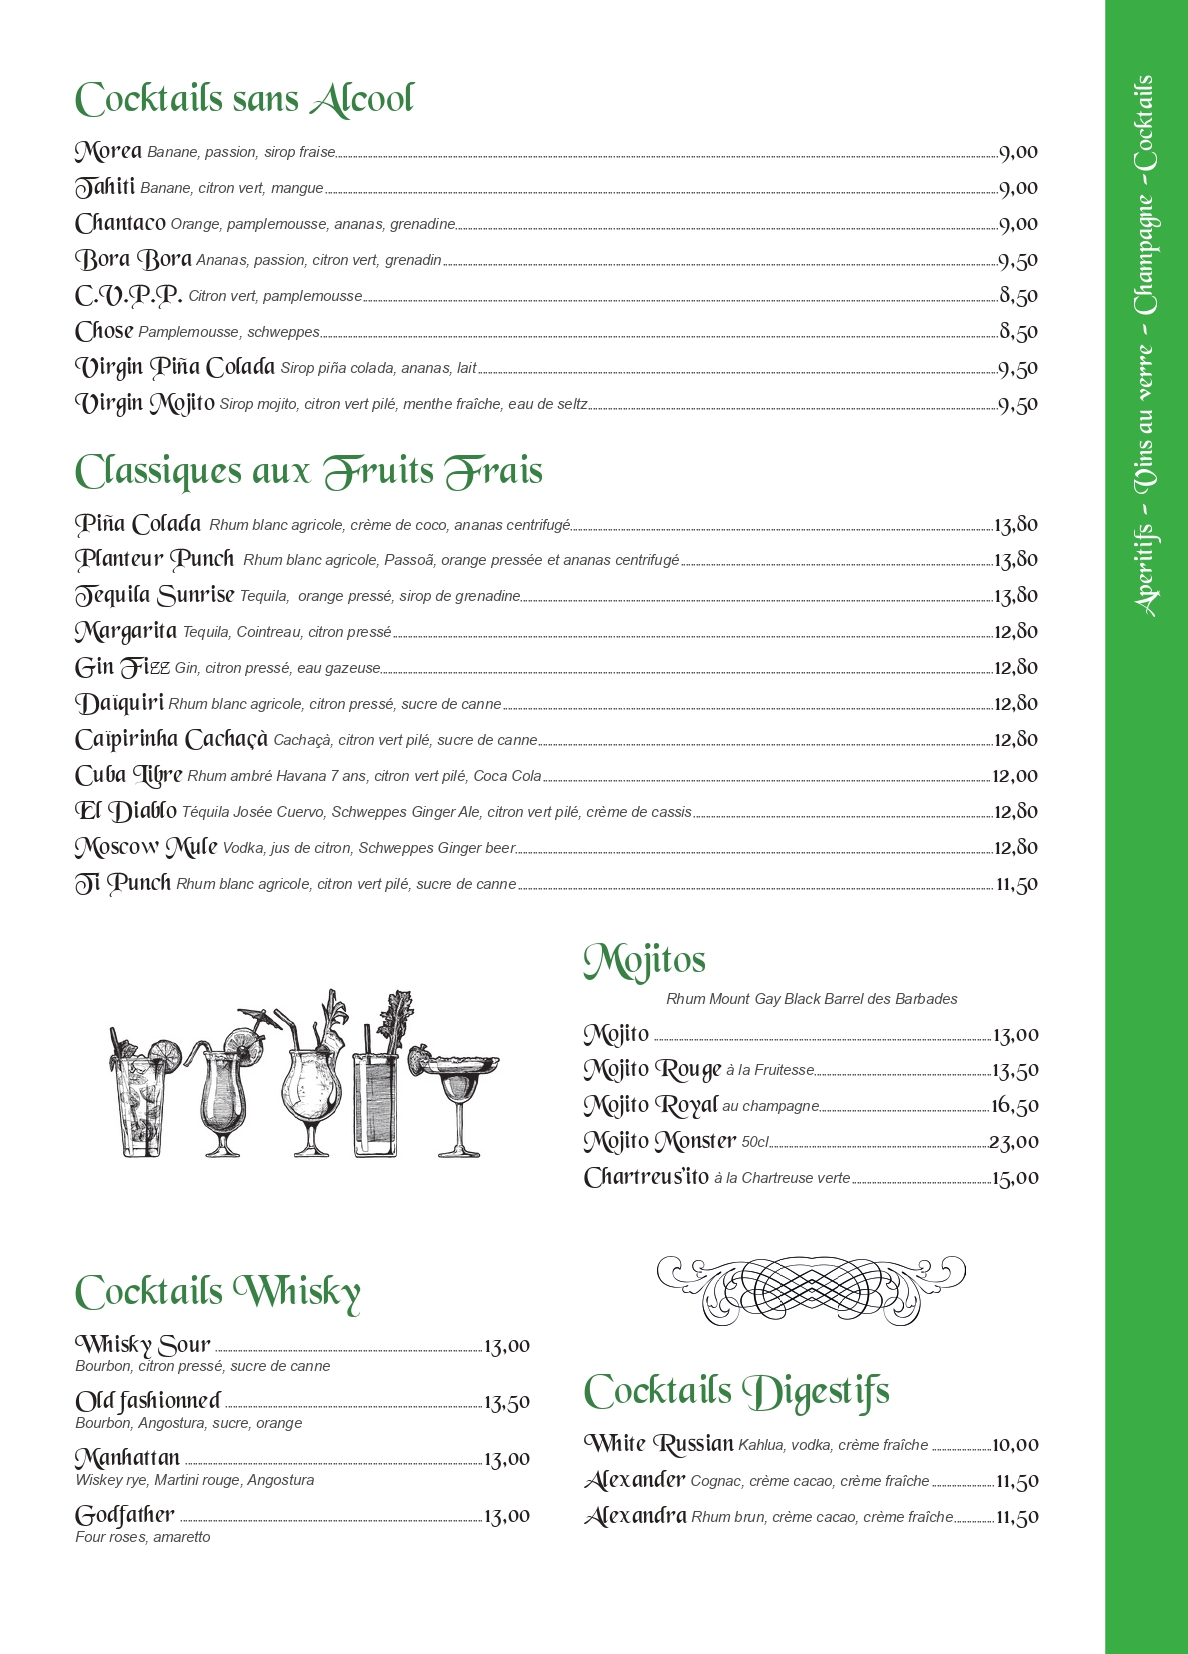 Cocktails sans Alcool
Morea Banane, passion, sirop fraise 9,00
Tahiti Banane, citron vert, mangue 9,00
Chantaco Orange, pamplemousse, ananas, grenadine 9,00
Bora Bora Ananas, passion, citron vert, grenadin 9,50
C.V.P.P. Citron vert, pamplemousse 8,50
Chose Pamplemousse, schweppes 8,50
Virgin Piña Colada Sirop piña colada, ananas, lait 9,50
Virgin Mojito Sirop mojito, citron vert pilé, menthe fraîche, eau de seltz 9,50
Classiques aux Fruits Frais
Piña Colada Rhum blanc agricole, crème de coco, ananas centrifugé 13,80
Planteur Punch Rhum blanc agricole, Passoã, orange pressée et ananas centrifugé 13,80
Tequila Sunrise Tequila, orange pressé, sirop de grenadine 13,80
Margarita Tequila, Cointreau, citron pressé 12,80
Gin Fizz Gin, citron pressé, eau gazeuse 12,80
Daïquiri Rhum blanc agricole, citron pressé, sucre de canne 12,80
Caïpirinha Cachaçà Cachaçà, citron vert pilé, sucre de canne 12,80
Cuba Libre Rhum ambré Havana 7 ans, citron vert pilé, Coca Cola 12,00
El Diablo Téquila Josée Cuervo, Schweppes Ginger Ale, citron vert pilé, crème de cassis 12,80
Moscow Mule Vodka, jus de citron, Schweppes Ginger beer 12,80
Ti Punch Rhum blanc agricole, citron vert pilé, sucre de canne 11,50
Mojitos
Rhum Mount Gay Black Barrel des Barbades
Mojito 13,00
Mojito Rouge à la Fruitesse 13,50
Mojito Royal au champagne 16,50
Mojito Monster 50cl 23,00
Chartreus'ito à la Chartreuse verte 15,00
Cocktails Whisky
Whisky Sour 13,00
Bourbon, citron pressé, sucre de canne
Old fashionned 13,50
Bourbon, Angostura, sucre, orange
Manhattan 13,00
Wiskey rye, Martini rouge, Angostura
Godfather 13,00
Four roses, amaretto
Cocktails Digestifs
White Russian Kahlua, vodka, crème fraîche 10,00
Alexander Cognac, crème cacao, crème fraîche 11,50
Alexandra Rhum brun, crème cacao, crème fraîche 11,50
Aperitifs - Vins au verre - Champagne -Cocktails